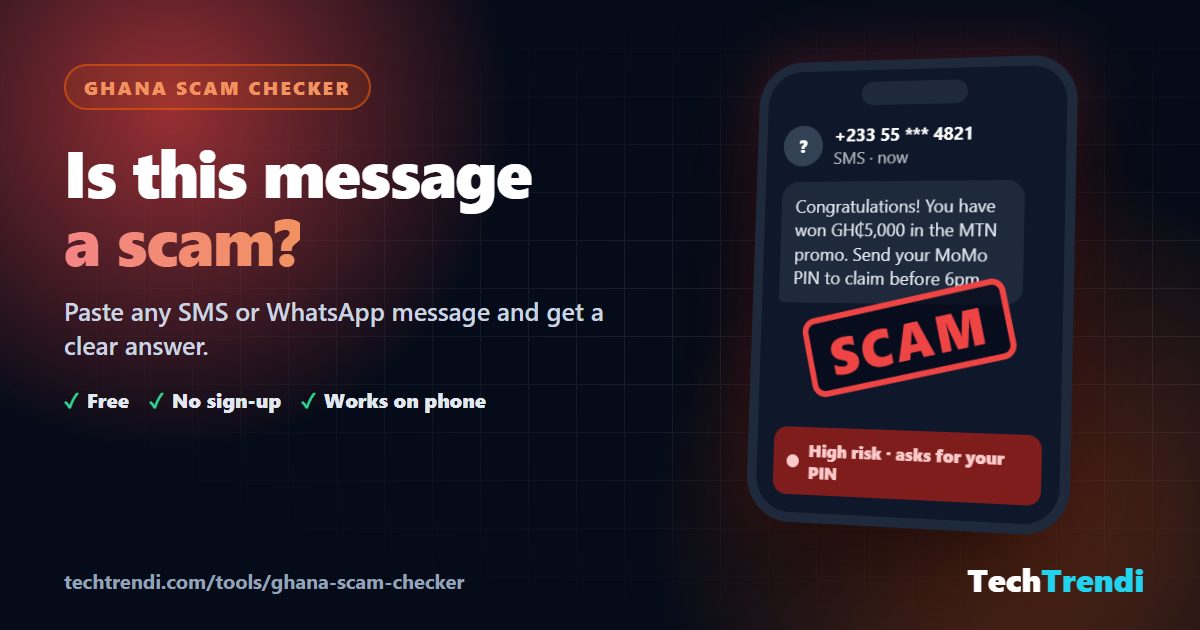 GHANA SCAM CHECKER
Is this message
a scam?
Paste any SMS or WhatsApp message and get a
clear answer.
✓ Free ✓ No sign-up ✓ Works on phone
techtrendi.com/tools/ghana-scam-checker
?
+233 55 *** 4821
SMS · now
Congratulations! You have
won GH₵5,000 in the MTN
promo. Send your MoMo
PIN to claim before 6pm
SCAM
High risk · asks for your
PIN
TechTrendi